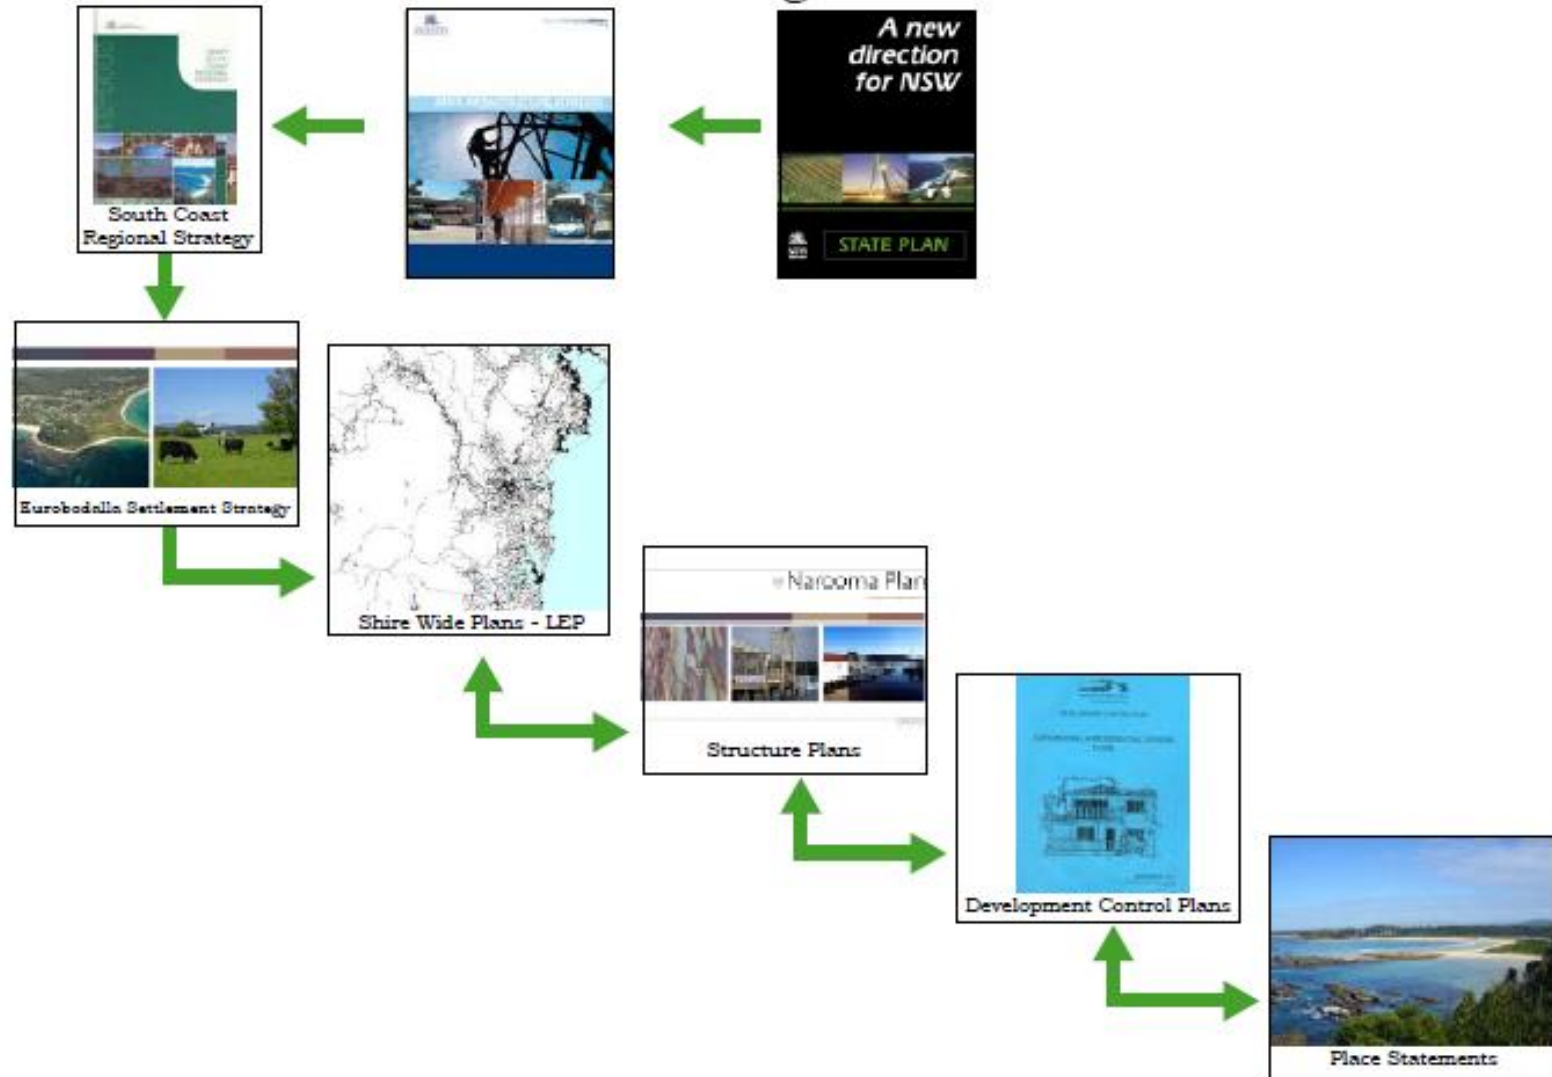 A new
direction
for NSW
STATE PLAN
South Coast
Regional Strategy
Eurobodalla Settlement Strategy
Shire Wide Plans - LEP
Narooma Plan
Structure Plans
Development Control Plans
Place Statements